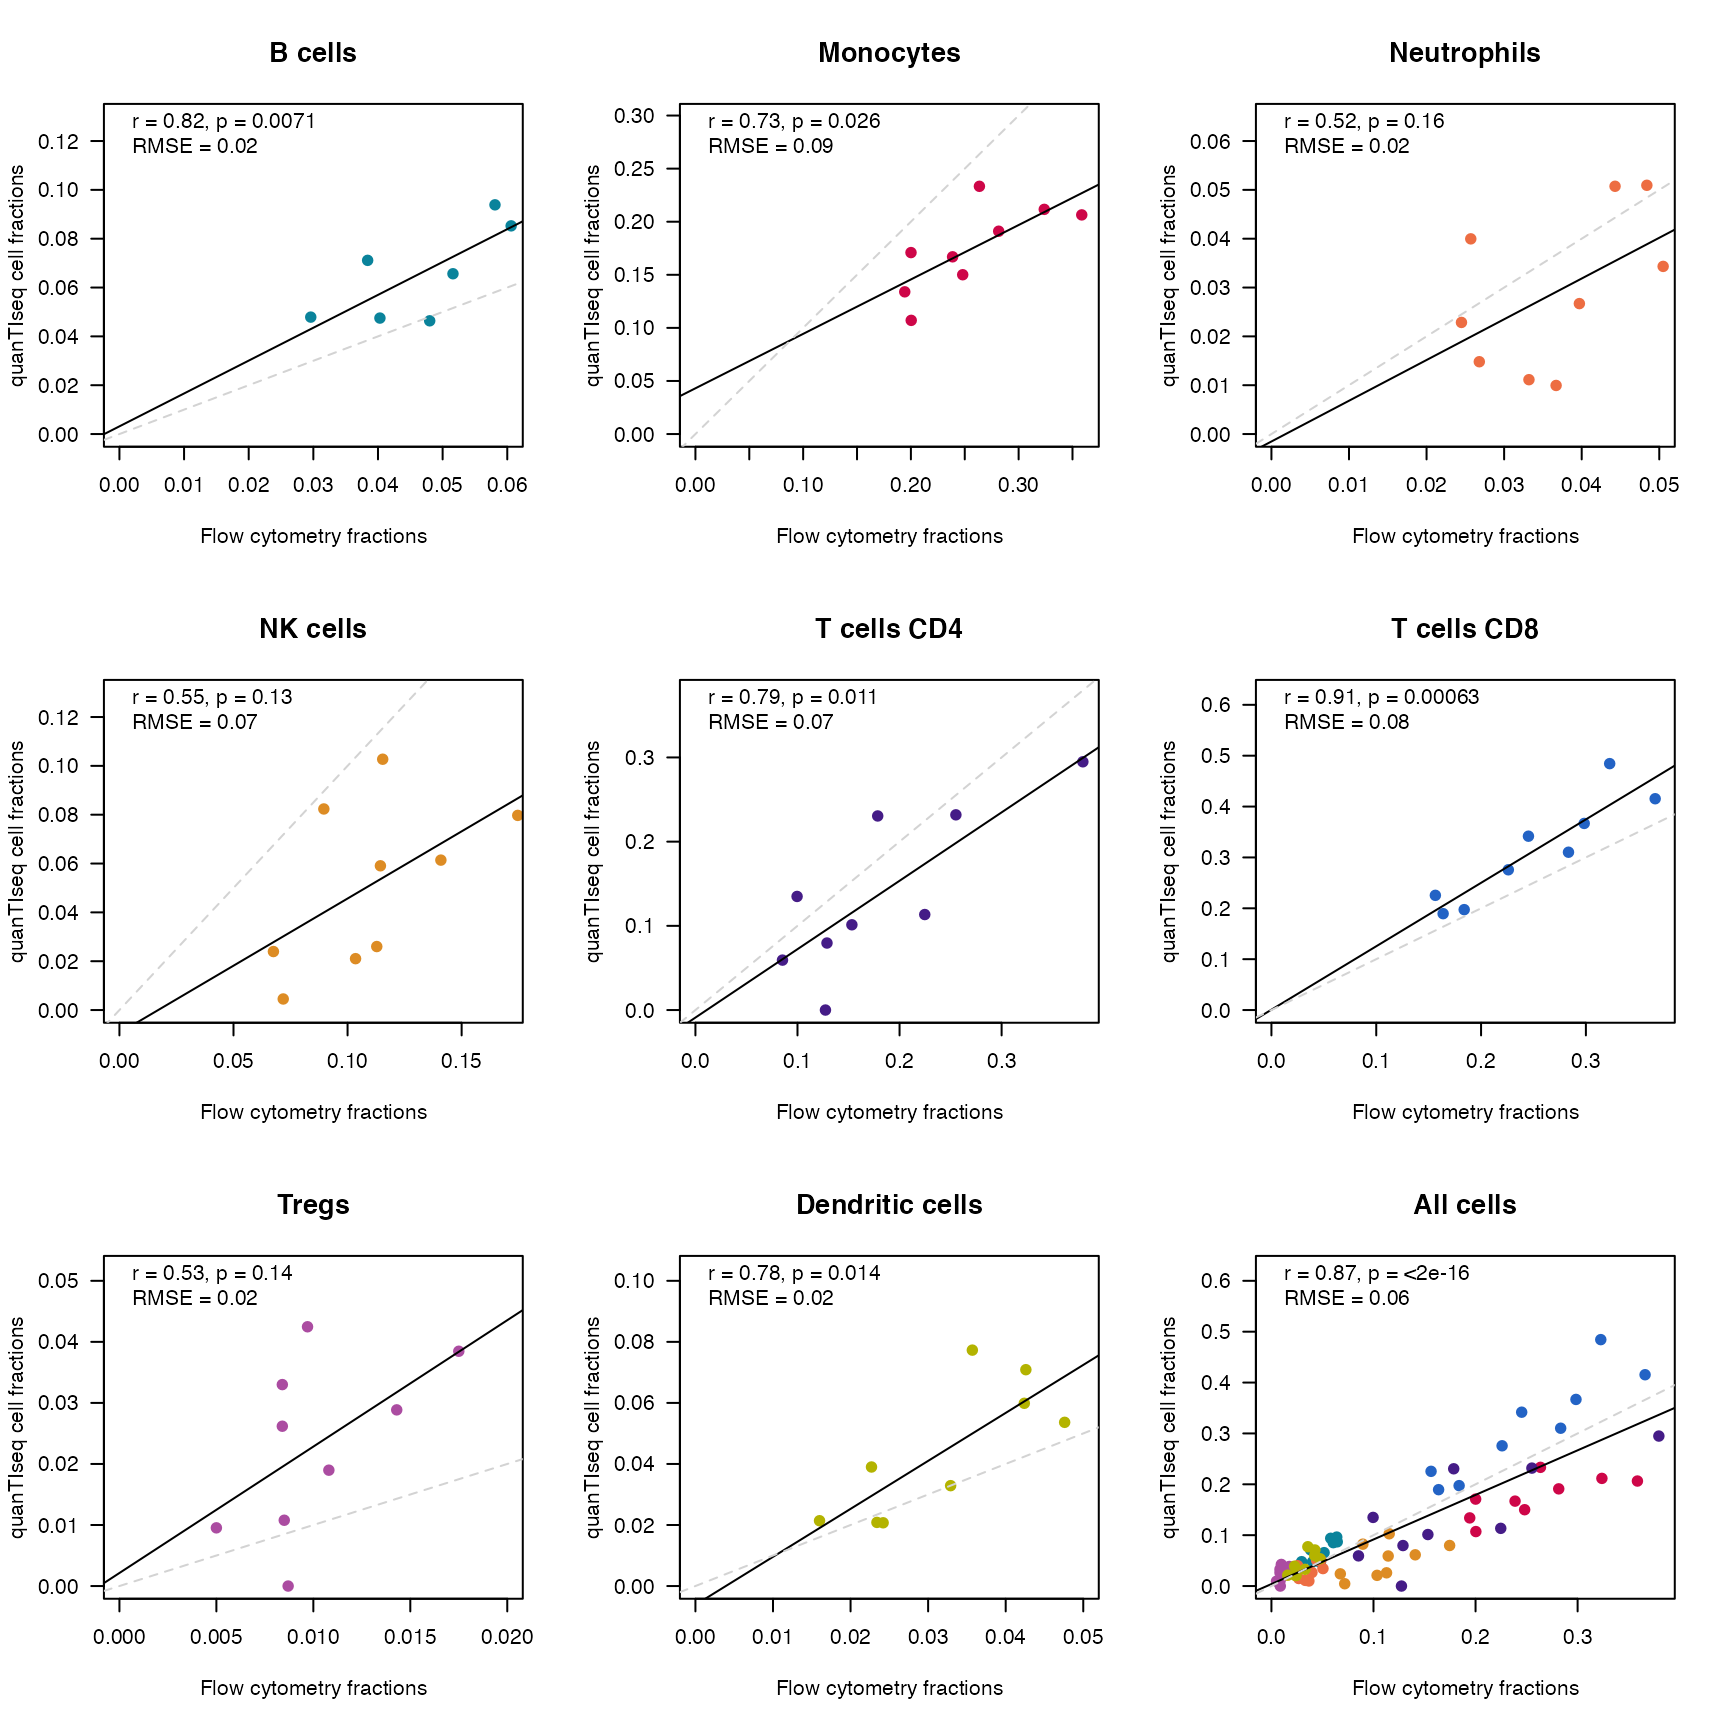 B cells
r = 0.82, p = 0.0071
RMSE = 0.02
quanTIseq cell fractions
0.12
0.10
0.08
0.06
0.04
0.02
0.00
0.00 0.01 0.02 0.03 0.04 0.05 0.06
Flow cytometry fractions
Monocytes
r = 0.73, p = 0.026
RMSE = 0.09
quanTIseq cell fractions
0.30
0.25
0.20
0.15
0.10
0.05
0.00
0.00 0.10 0.20 0.30
Flow cytometry fractions
Neutrophils
r = 0.52, p = 0.16
RMSE = 0.02
quanTIseq cell fractions
0.06
0.05
0.04
0.03
0.02
0.01
0.00
0.00 0.01 0.02 0.03 0.04 0.05
Flow cytometry fractions
NK cells
r = 0.55, p = 0.13
RMSE = 0.07
quanTIseq cell fractions
0.12
0.10
0.08
0.06
0.04
0.02
0.00
0.00 0.05 0.10 0.15
Flow cytometry fractions
T cells CD4
r = 0.79, p = 0.011
RMSE = 0.07
quanTIseq cell fractions
0.3
0.2
0.1
0.0
0.0 0.1 0.2 0.3
Flow cytometry fractions
T cells CD8
r = 0.91, p = 0.00063
RMSE = 0.08
quanTIseq cell fractions
0.6
0.5
0.4
0.3
0.2
0.1
0.0
0.0 0.1 0.2 0.3
Flow cytometry fractions
Tregs
r = 0.53, p = 0.14
RMSE = 0.02
quanTIseq cell fractions
0.05
0.04
0.03
0.02
0.01
0.00
0.000 0.005 0.010 0.015 0.020
Flow cytometry fractions
Dendritic cells
r = 0.78, p = 0.014
RMSE = 0.02
quanTIseq cell fractions
0.10
0.08
0.06
0.04
0.02
0.00
0.00 0.01 0.02 0.03 0.04 0.05
Flow cytometry fractions
All cells
r = 0.87, p = <2e-16
RMSE = 0.06
quanTIseq cell fractions
0.6
0.5
0.4
0.3
0.2
0.1
0.0
0.0 0.1 0.2 0.3
Flow cytometry fractions